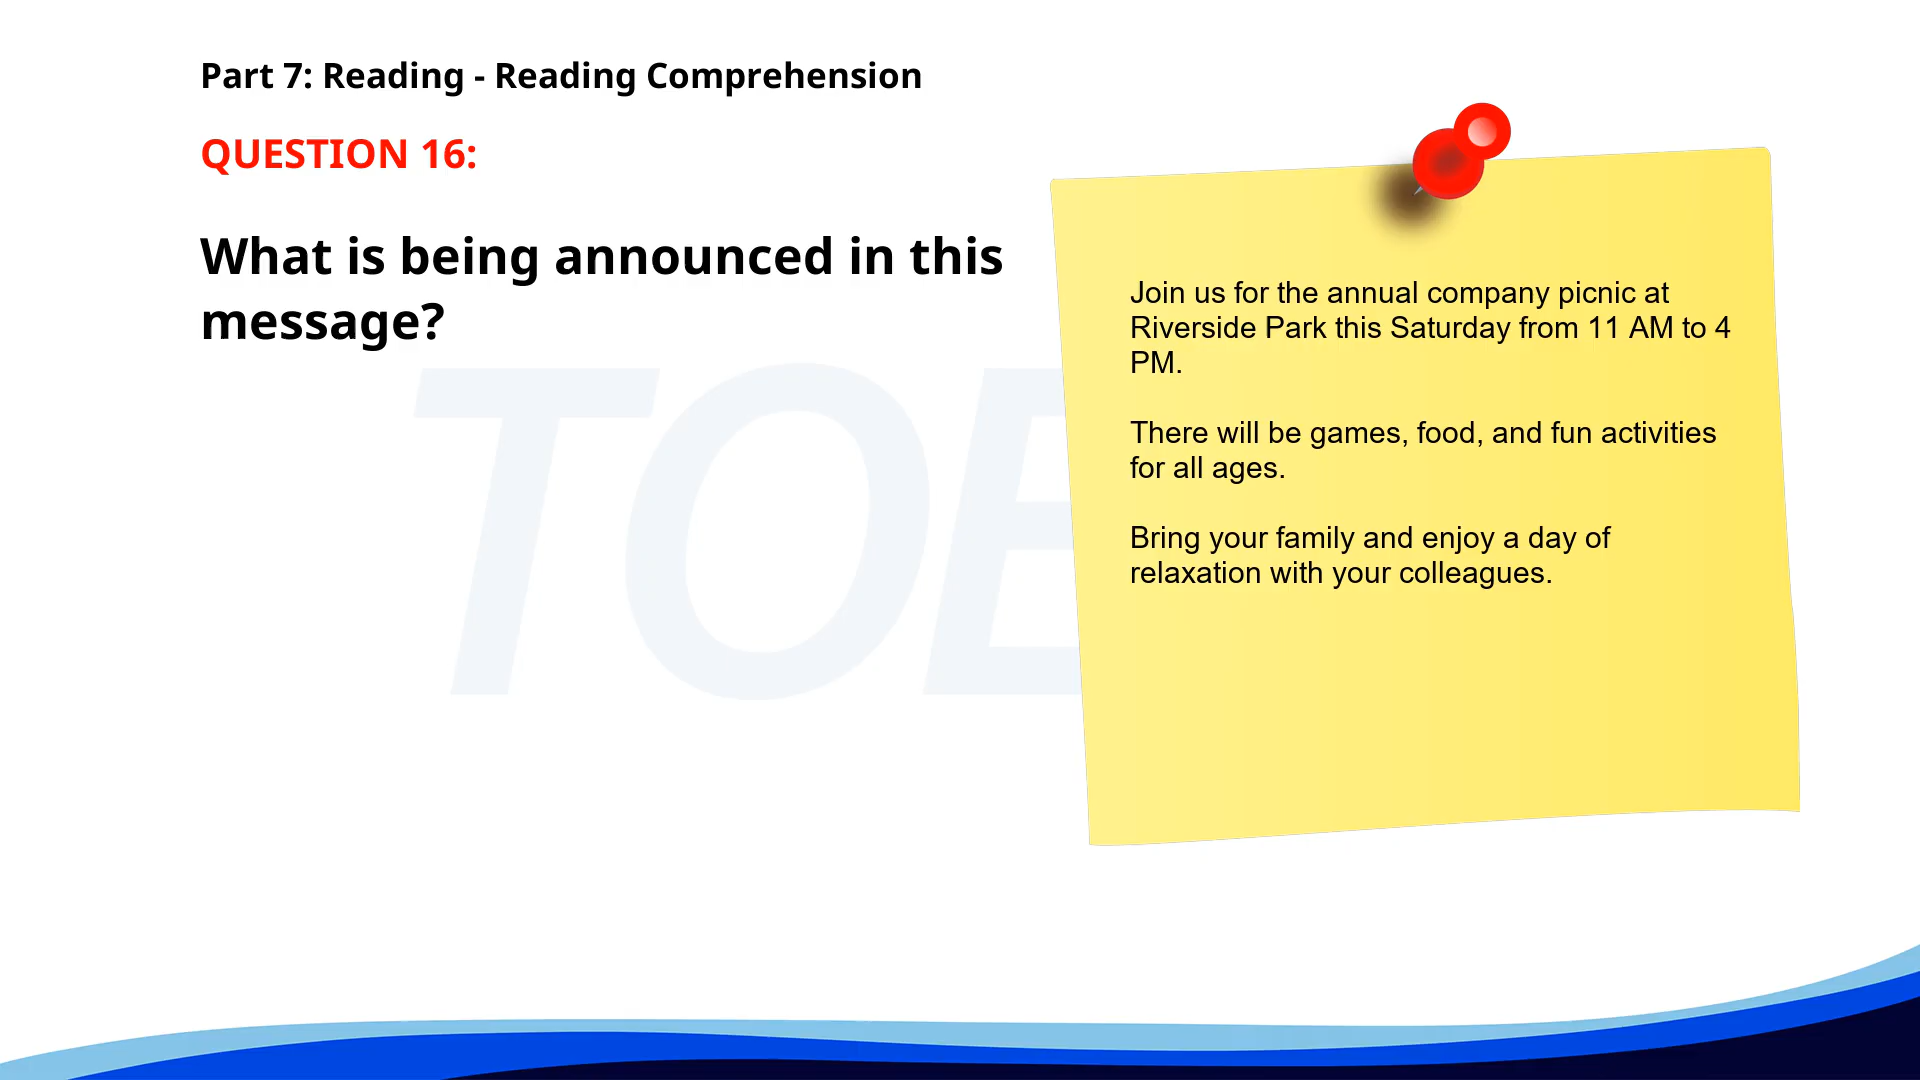 Part 7: Reading - Reading Comprehension
QUESTION 16:
What is being announced in this
message?
Join us for the annual company picnic at
Riverside Park this Saturday from 11 AM to 4
PM.
There will be games, food, and fun activities
for all ages.
Bring your family and enjoy a day of
relaxation with your colleagues.
TOE